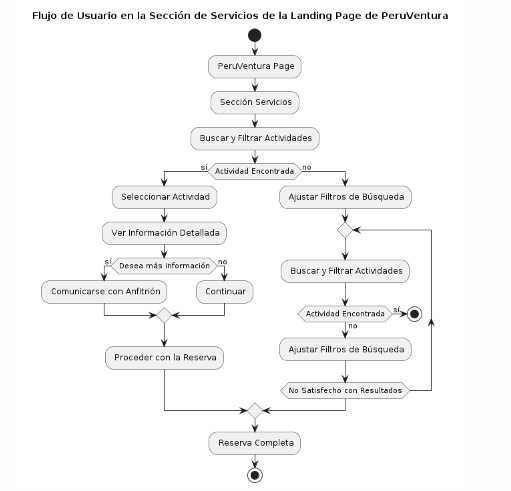 Flujo de Usuario en la Sección de Servicios de la Landing Page de PeruVentura
PeruVentura Page
Sección Servicios
Buscar y Filtrar Actividades
sí
Actividad Encontrada
no
Seleccionar Actividad
Ajustar Filtros de Búsqueda
Ver Información Detallada
sí
Desea más información
no
Buscar y Filtrar Actividades
Comunicarse con Anfitrión
Continuar
Actividad Encontrada
sí
no
Proceder con la Reserva
Ajustar Filtros de Búsqueda
No Satisfecho con Resultados
Reserva Completa